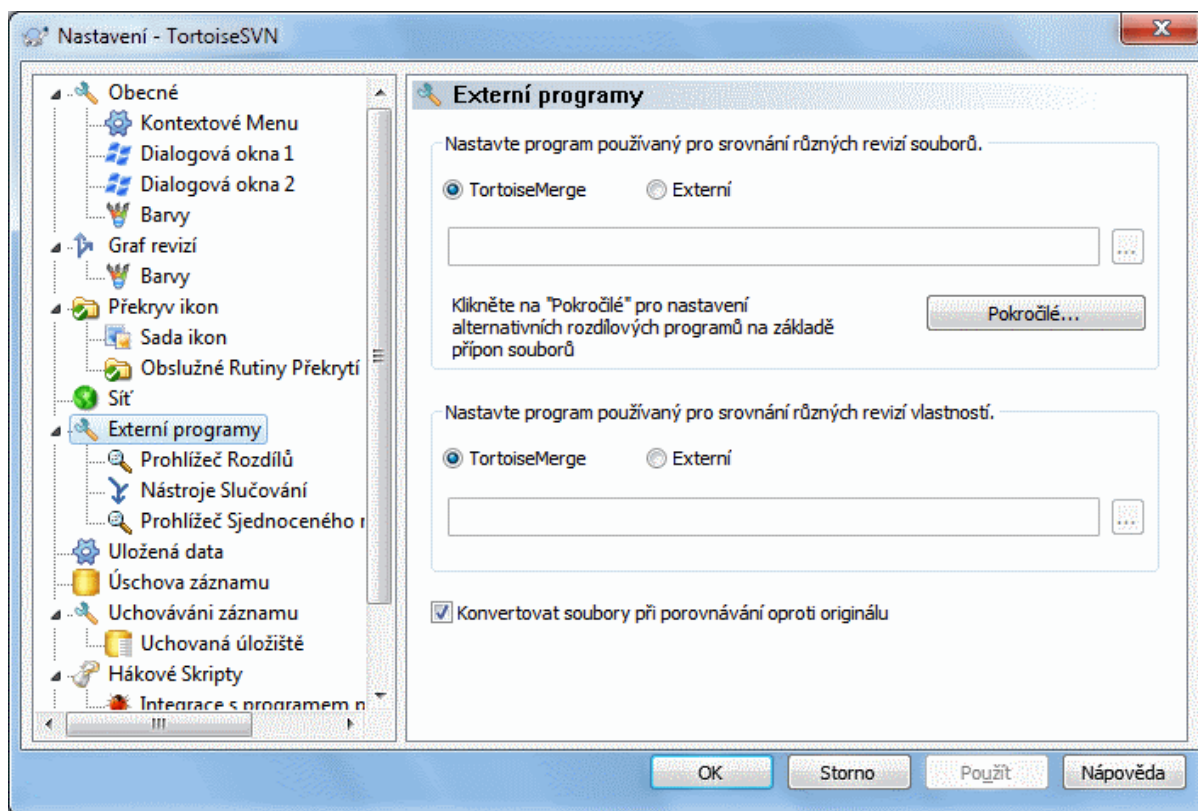 Nastavení - TortoiseSVN
Obecné
Kontextové Menu
Dialogová okna 1
Dialogová okna 2
Barvy
Graf revizí
Barvy
Překryv ikon
Sada ikon
Obslužné Rutiny Překrytí
Síť
Externí programy
Prohlížeč Rozdílů
Nástroje Slučování
Prohlížeč Sjednoceného r
Uložená data
Úschova záznamu
Uchovávání záznamu
Uchovaná úložiště
Hákové Skripty
Integrace s programem p
Externí programy
Nastavte program používaný pro srovnání různých revizí souborů.
TortoiseMerge Externí
...
Klikněte na "Pokročilé" pro nastavení
alternativních rozdílových programů na základě
přípon souborů
Pokročilé...
Nastavte program používaný pro srovnání různých revizí vlastností.
TortoiseMerge Externí
...
Konvertovat soubory při porovnávání oproti originálu
OK Storno Použít Nápověda